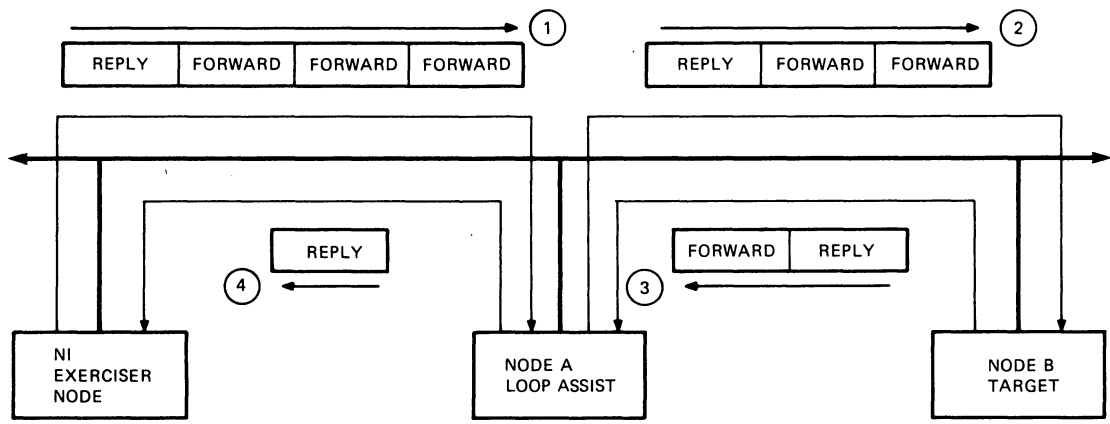 1
REPLY FORWARD FORWARD FORWARD
2
REPLY FORWARD FORWARD
REPLY
4
FORWARD REPLY
3
NI
EXERCISER
NODE
NODE A
LOOP ASSIST
NODE B
TARGET